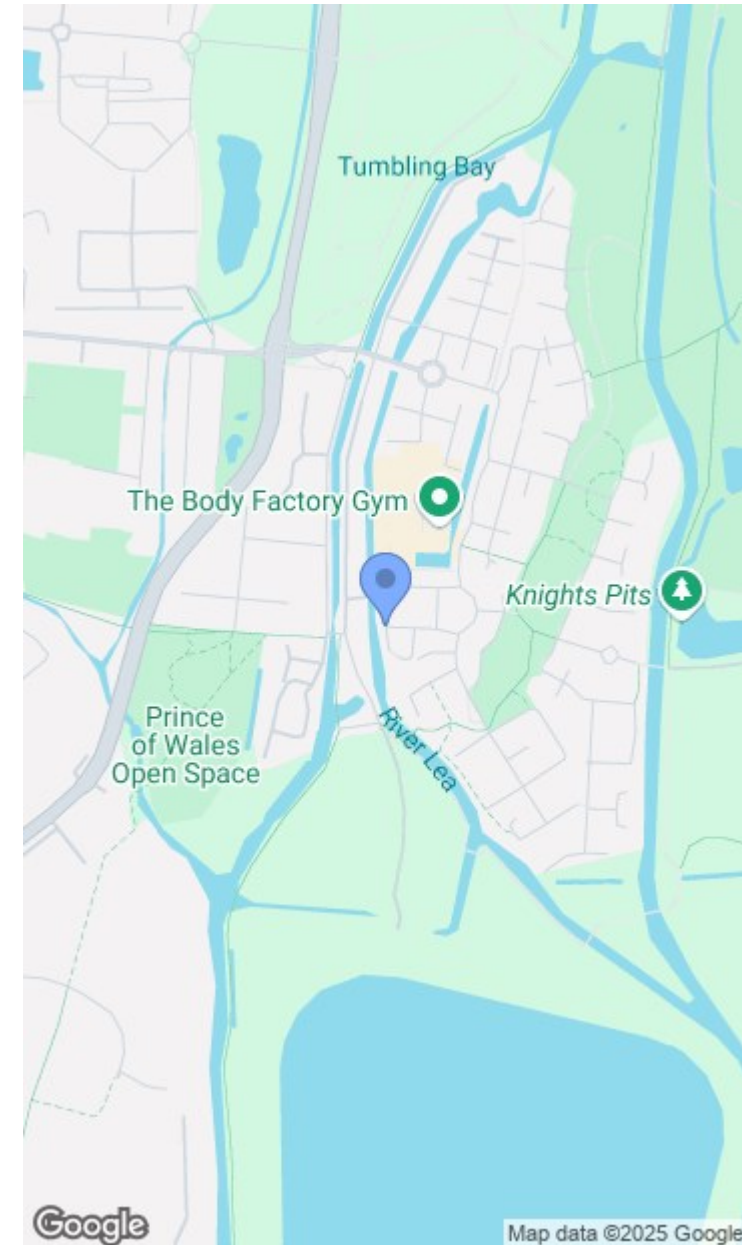 Tumbling Bay
The Body Factory Gym
Knights Pits
Prince
of Wales
Open Space
River Lea
Google
Map data ©2025 Google